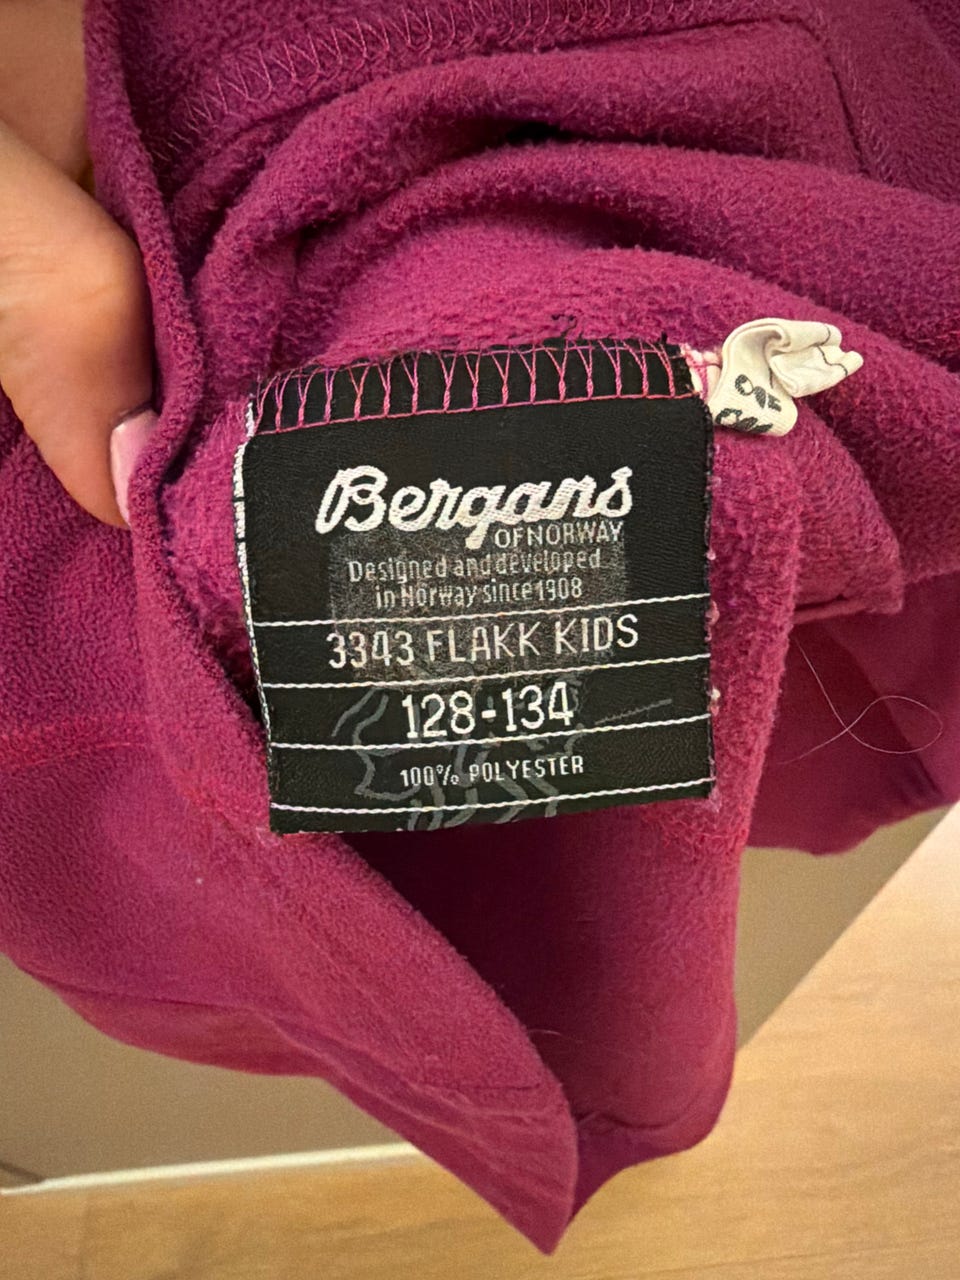 Bergans
OF NORWAY
Designed and developed
in Norway since 1908
3343 FLAKK KIDS
128-134
100% POLYESTER